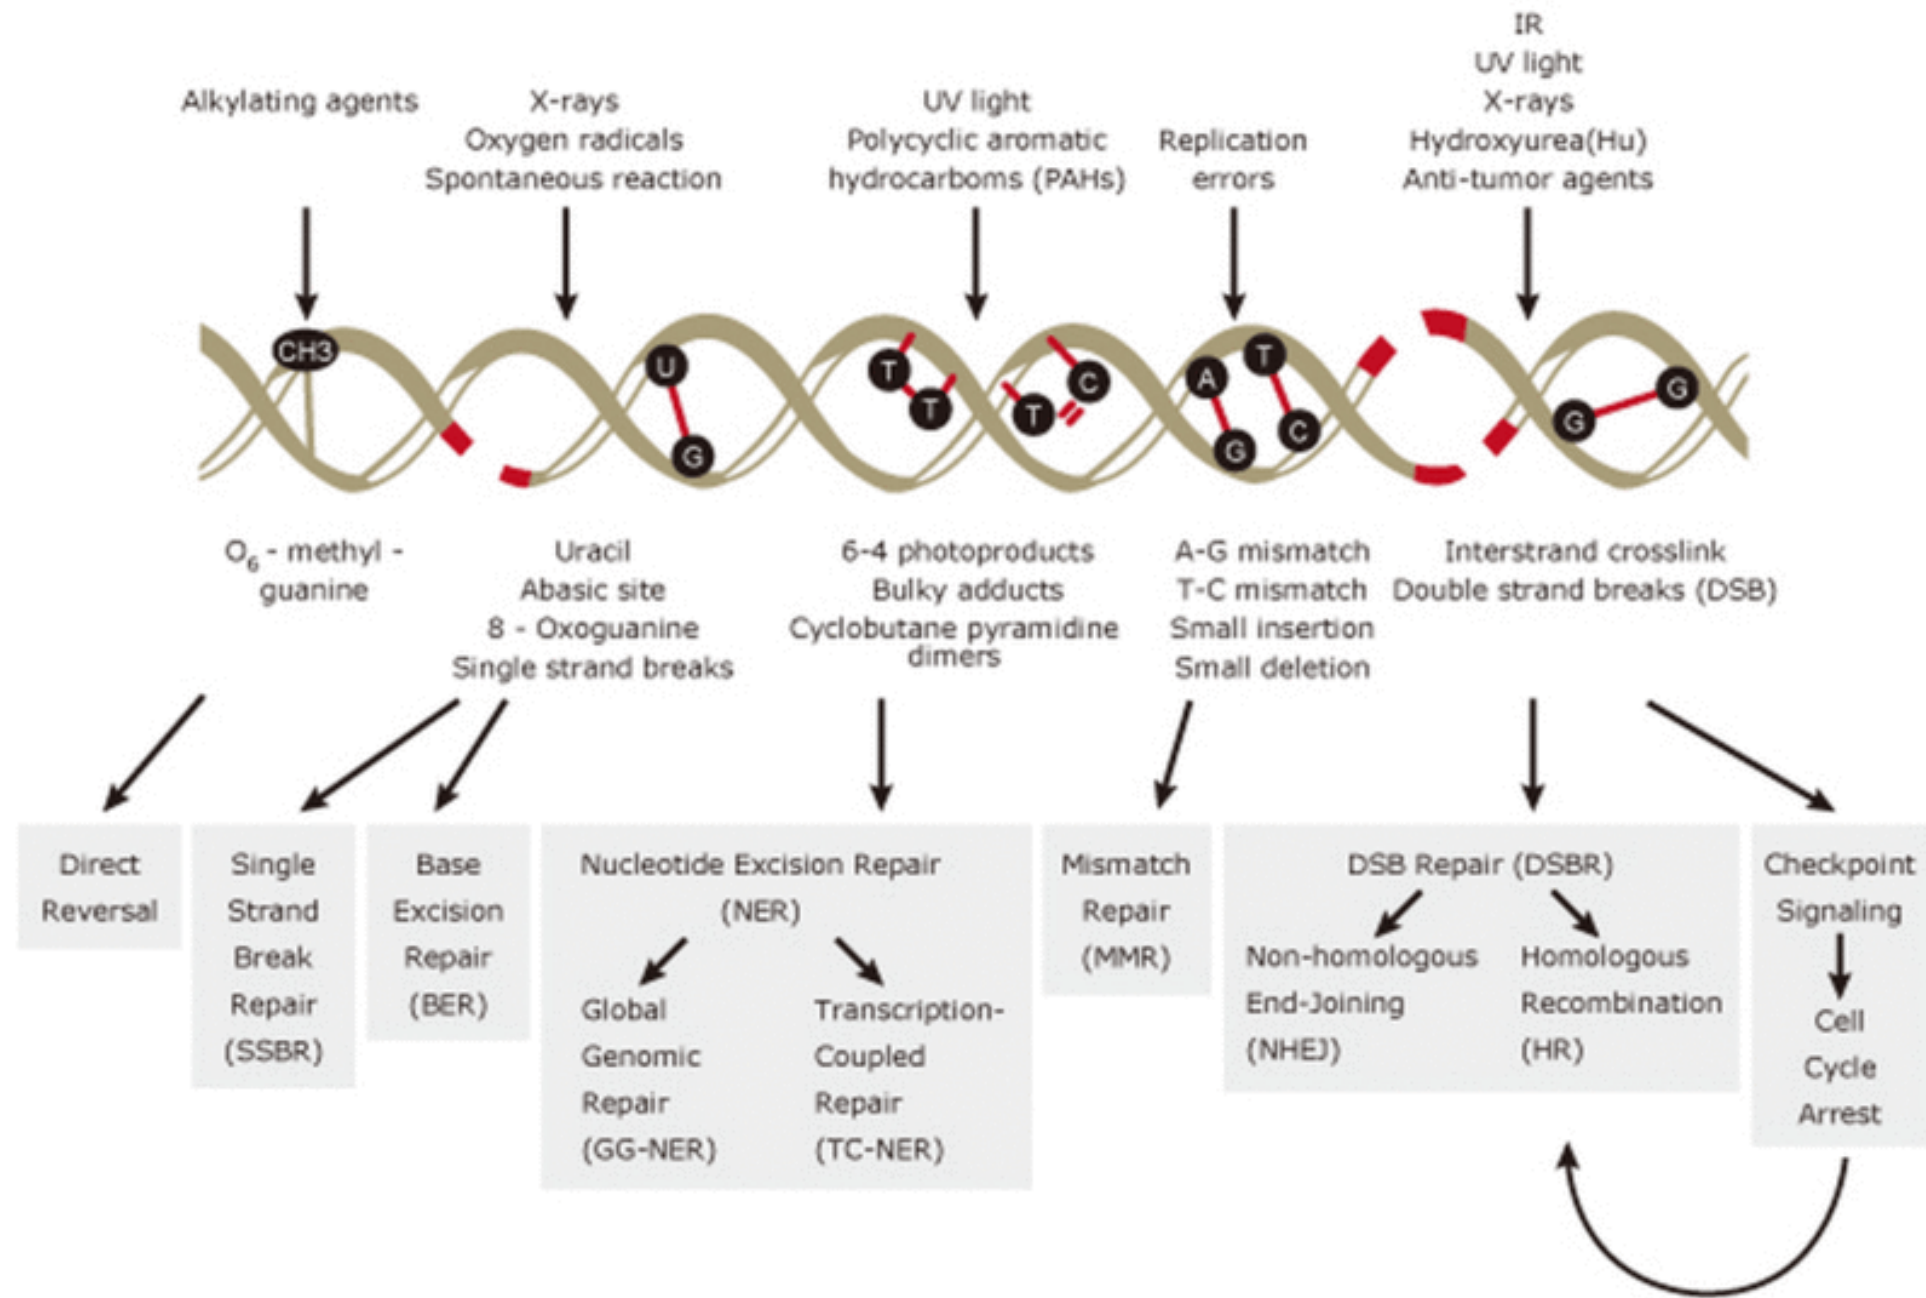 Alkylating agents
X-rays
Oxygen radicals
Spontaneous reaction
UV light
Polycyclic aromatic
hydrocarboms (PAHs)
Replication
errors
IR
UV light
X-rays
Hydroxyurea(Hu)
Anti-tumor agents
CH3
U
G
T
T
T
C
A
G
T
C
G
G
O6 - methyl -
guanine
Uracil
Abasic site
8 - Oxoguanine
Single strand breaks
6-4 photoproducts
Bulky adducts
Cyclobutane pyramidine
dimers
A-G mismatch
T-C mismatch
Small insertion
Small deletion
Interstrand crosslink
Double strand breaks (DSB)
Direct
Reversal
Single
Strand
Break
Repair
(SSBR)
Base
Excision
Repair
(BER)
Nucleotide Excision Repair
(NER)
Global
Genomic
Repair
(GG-NER)
Transcription-
Coupled
Repair
(TC-NER)
Mismatch
Repair
(MMR)
DSB Repair (DSBR)
Non-homologous
End-Joining
(NHEJ)
Homologous
Recombination
(HR)
Checkpoint
Signaling
Cell
Cycle
Arrest